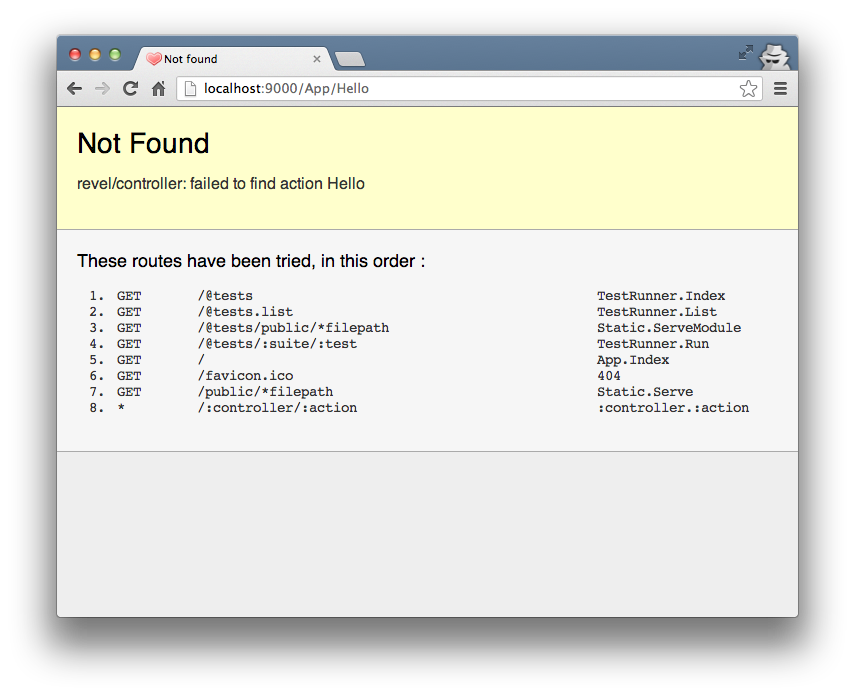 Not found
localhost:9000/App/Hello
Not Found
revel/controller: failed to find action Hello
These routes have been tried, in this order :
1. GET /@tests TestRunner.Index
2. GET /@tests.list TestRunner.List
3. GET /@tests/public/*filepath Static.ServeModule
4. GET /@tests/:suite/:test TestRunner.Run
5. GET / App.Index
6. GET /favicon.ico 404
7. GET /public/*filepath Static.Serve
8. * /:controller/:action :controller.:action